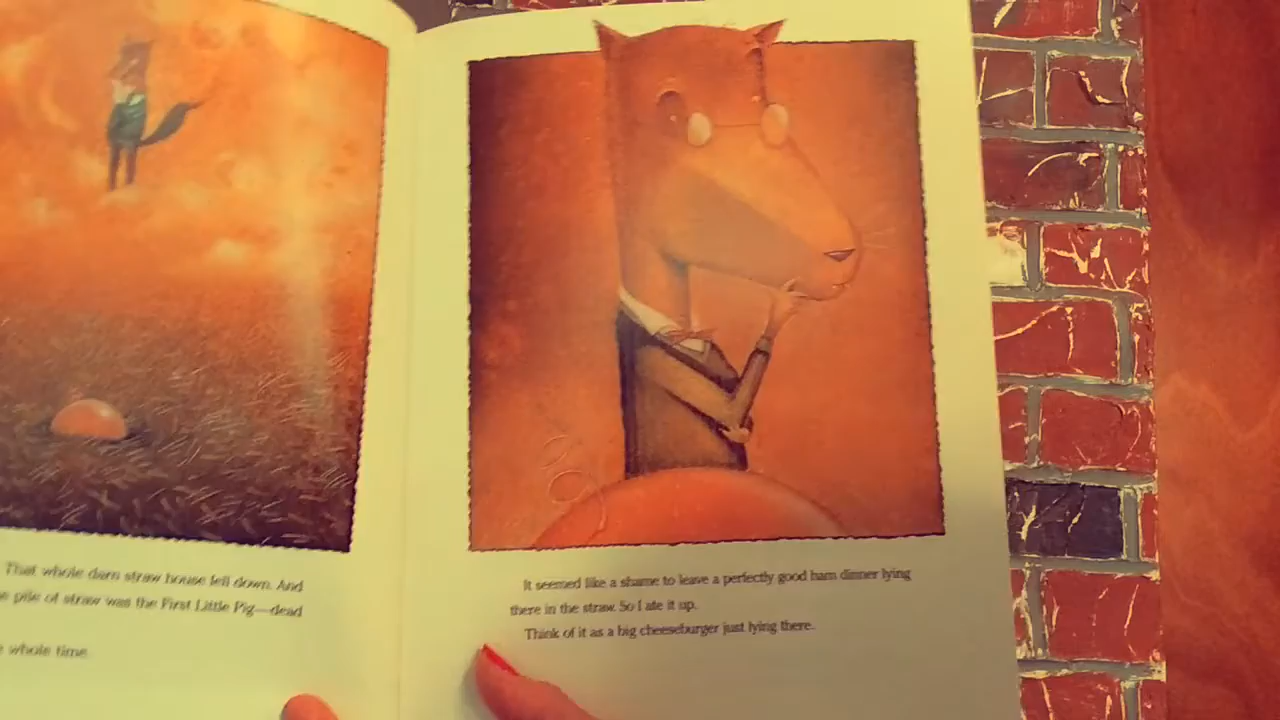 That whole darn straw house fell down. And
pile of straw was the First Little Pig—dead
whole time.
It seemed like a shame to leave a perfectly good ham dinner lying
there in the straw. So I ate it up.
Think of it as a big cheeseburger just lying there.